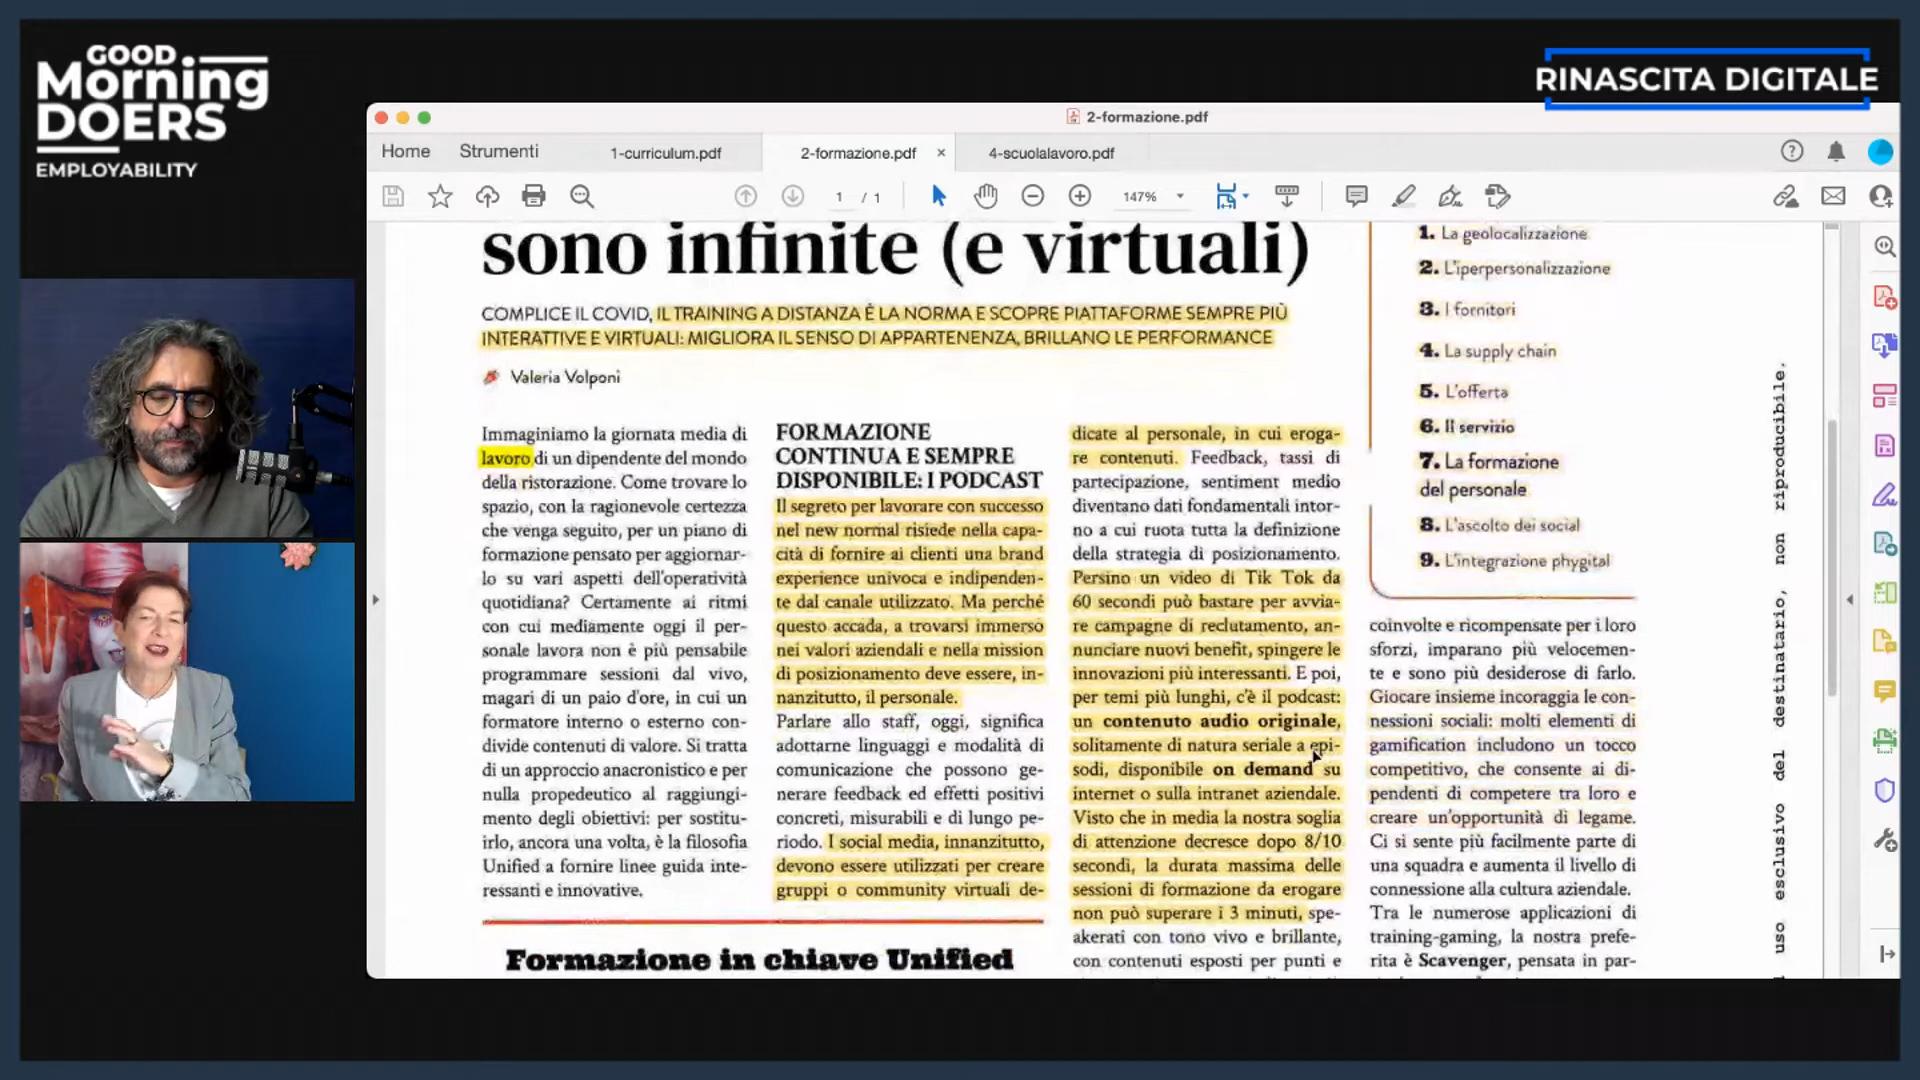 GOOD
Morning
DOERS
EMPLOYABILITY
RINASCITA DIGITALE
2-formazione.pdf
Home
Strumenti
1-curriculum.pdf
2-formazione.pdf
4-scuolalavoro.pdf
1 / 1
147%
sono infinite (e virtuali)
COMPLICE IL COVID, IL TRAINING A DISTANZA È LA NORMA E SCOPRE PIATTAFORME SEMPRE PIÙ
INTERATTIVE E VIRTUALI: MIGLIORA IL SENSO DI APPARTENENZA, BRILLANO LE PERFORMANCE
Valeria Volponi
Immaginiamo la giornata media di
lavoro di un dipendente del mondo
della ristorazione. Come trovare lo
spazio, con la ragionevole certezza
che venga seguito, per un piano di
formazione pensato per aggiornar-
lo su vari aspetti dell'operatività
quotidiana? Certamente ai ritmi
con cui mediamente oggi il per-
sonale lavora non è più pensabile
programmare sessioni dal vivo,
magari di un paio d'ore, in cui un
formatore interno o esterno con-
divide contenuti di valore. Si tratta
di un approccio anacronistico e per
nulla propedeutico al raggiungi-
mento degli obiettivi: per sostitu-
irlo, ancora una volta, è la filosofia
Unified a fornire linee guida inte-
ressanti e innovative.
FORMAZIONE
CONTINUA E SEMPRE
DISPONIBILE: I PODCAST
Il segreto per lavorare con successo
nel new normal risiede nella capa-
cità di fornire ai clienti una brand
experience univoca e indipenden-
te dal canale utilizzato. Ma perché
questo accada, a trovarsi immerso
nei valori aziendali e nella mission
di posizionamento deve essere, in-
nanzitutto, il personale.
Parlare allo staff, oggi, significa
adottarne linguaggi e modalità di
comunicazione che possono ge-
nerare feedback ed effetti positivi
concreti, misurabili e di lungo pe-
riodo. I social media, innanzitutto,
devono essere utilizzati per creare
gruppi o community virtuali de-
dicate al personale, in cui eroga-
re contenuti. Feedback, tassi di
partecipazione, sentiment medio
diventano dati fondamentali intor-
no a cui ruota tutta la definizione
della strategia di posizionamento.
Persino un video di Tik Tok da
60 secondi può bastare per avvia-
re campagne di reclutamento, an-
nunciare nuovi benefit, spingere le
innovazioni più interessanti. E poi,
per temi più lunghi, c'è il podcast:
un contenuto audio originale,
solitamente di natura seriale a epi-
sodi, disponibile on demand su
internet o sulla intranet aziendale.
Visto che in media la nostra soglia
di attenzione decresce dopo 8/10
secondi, la durata massima delle
sessioni di formazione da erogare
non può superare i 3 minuti, spe-
akerati con tono vivo e brillante,
con contenuti esposti per punti e
1. La geolocalizzazione
2. L'iperpersonalizzazione
3. I fornitori
4. La supply chain
5. L'offerta
6. Il servizio
7. La formazione
del personale
8. L'ascolto dei social
9. L'integrazione phygital
coinvolte e ricompensate per i loro
sforzi, imparano più velocemen-
te e sono più desiderose di farlo.
Giocare insieme incoraggia le con-
nessioni sociali: molti elementi di
gamification includono un tocco
competitivo, che consente ai di-
pendenti di competere tra loro e
creare un'opportunità di legame.
Ci si sente più facilmente parte di
una squadra e aumenta il livello di
connessione alla cultura aziendale.
Tra le numerose applicazioni di
training-gaming, la nostra prefe-
rita è Scavenger, pensata in par-
Formazione in chiave Unified
uso esclusivo del destinatario, non riproducibile.